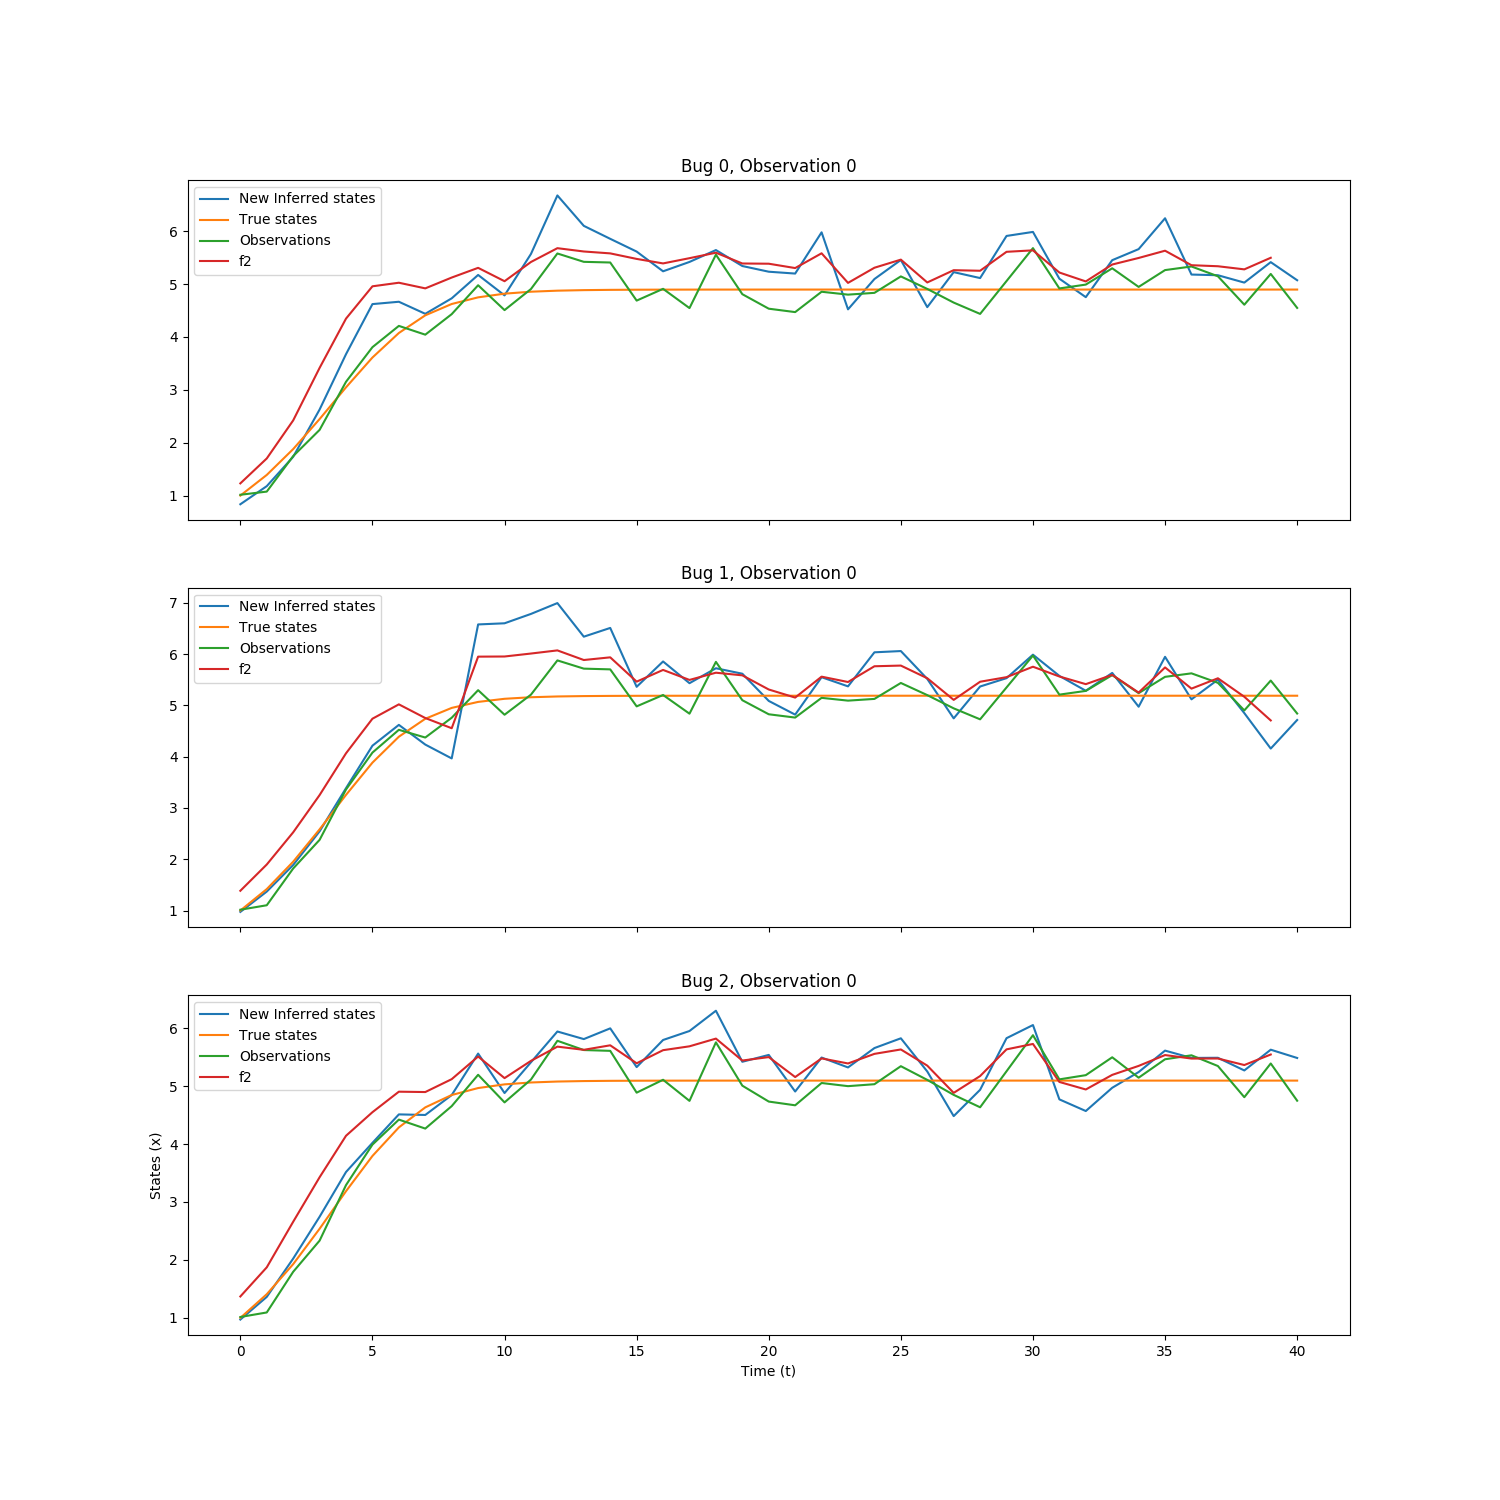 Bug 0, Observation 0
New Inferred states
True states
Observations
f2
6
5
4
3
2
1
Bug 1, Observation 0
New Inferred states
True states
Observations
f2
7
6
5
4
3
2
1
Bug 2, Observation 0
New Inferred states
True states
Observations
f2
6
5
4
3
2
1
States (x)
0 5 10 15 20 25 30 35 40
Time (t)